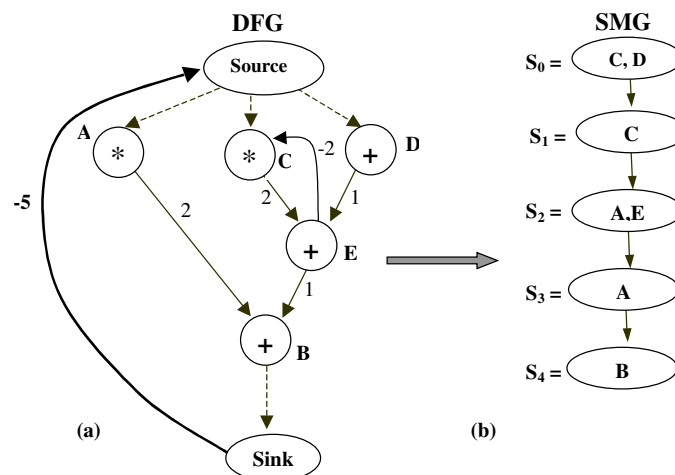 DFG
SMG
Source
S0 = C, D
A
*
*
C
-2
+
D
S1 = C
-5
2
2
1
S2 = A,E
+
E
1
S3 = A
+
B
S4 = B
(a)
(b)
Sink